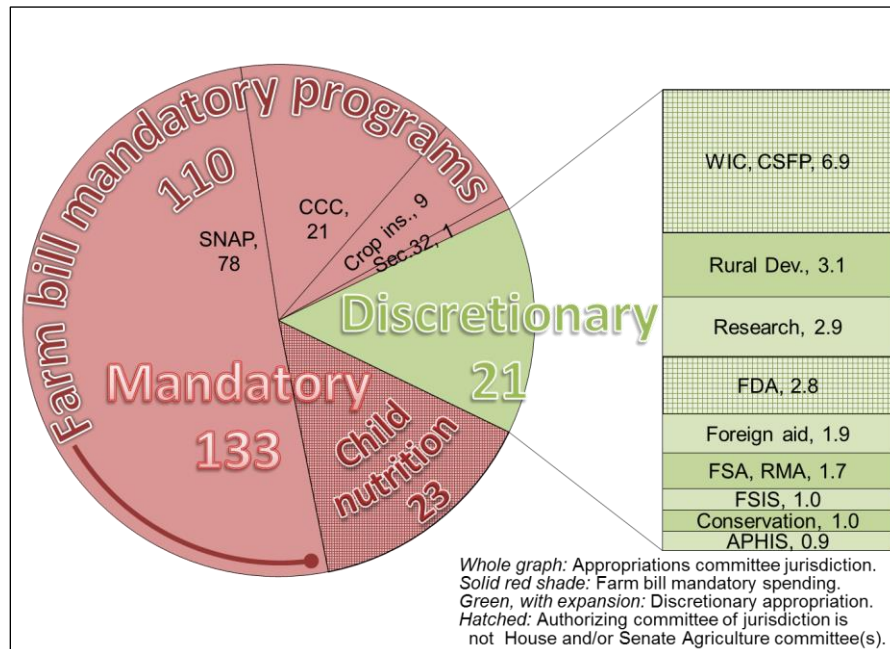 Farm bill mandatory programs
110
SNAP,
78
CCC,
21
Crop ins., 9
Sec.32, 1
Discretionary
21
Mandatory
133
Child
nutrition
23
WIC, CSFP, 6.9
Rural Dev., 3.1
Research, 2.9
FDA, 2.8
Foreign aid, 1.9
FSA, RMA, 1.7
FSIS, 1.0
Conservation, 1.0
APHIS, 0.9
Whole graph: Appropriations committee jurisdiction.
Solid red shade: Farm bill mandatory spending.
Green, with expansion: Discretionary appropriation.
Hatched: Authorizing committee of jurisdiction is
not House and/or Senate Agriculture committee(s).